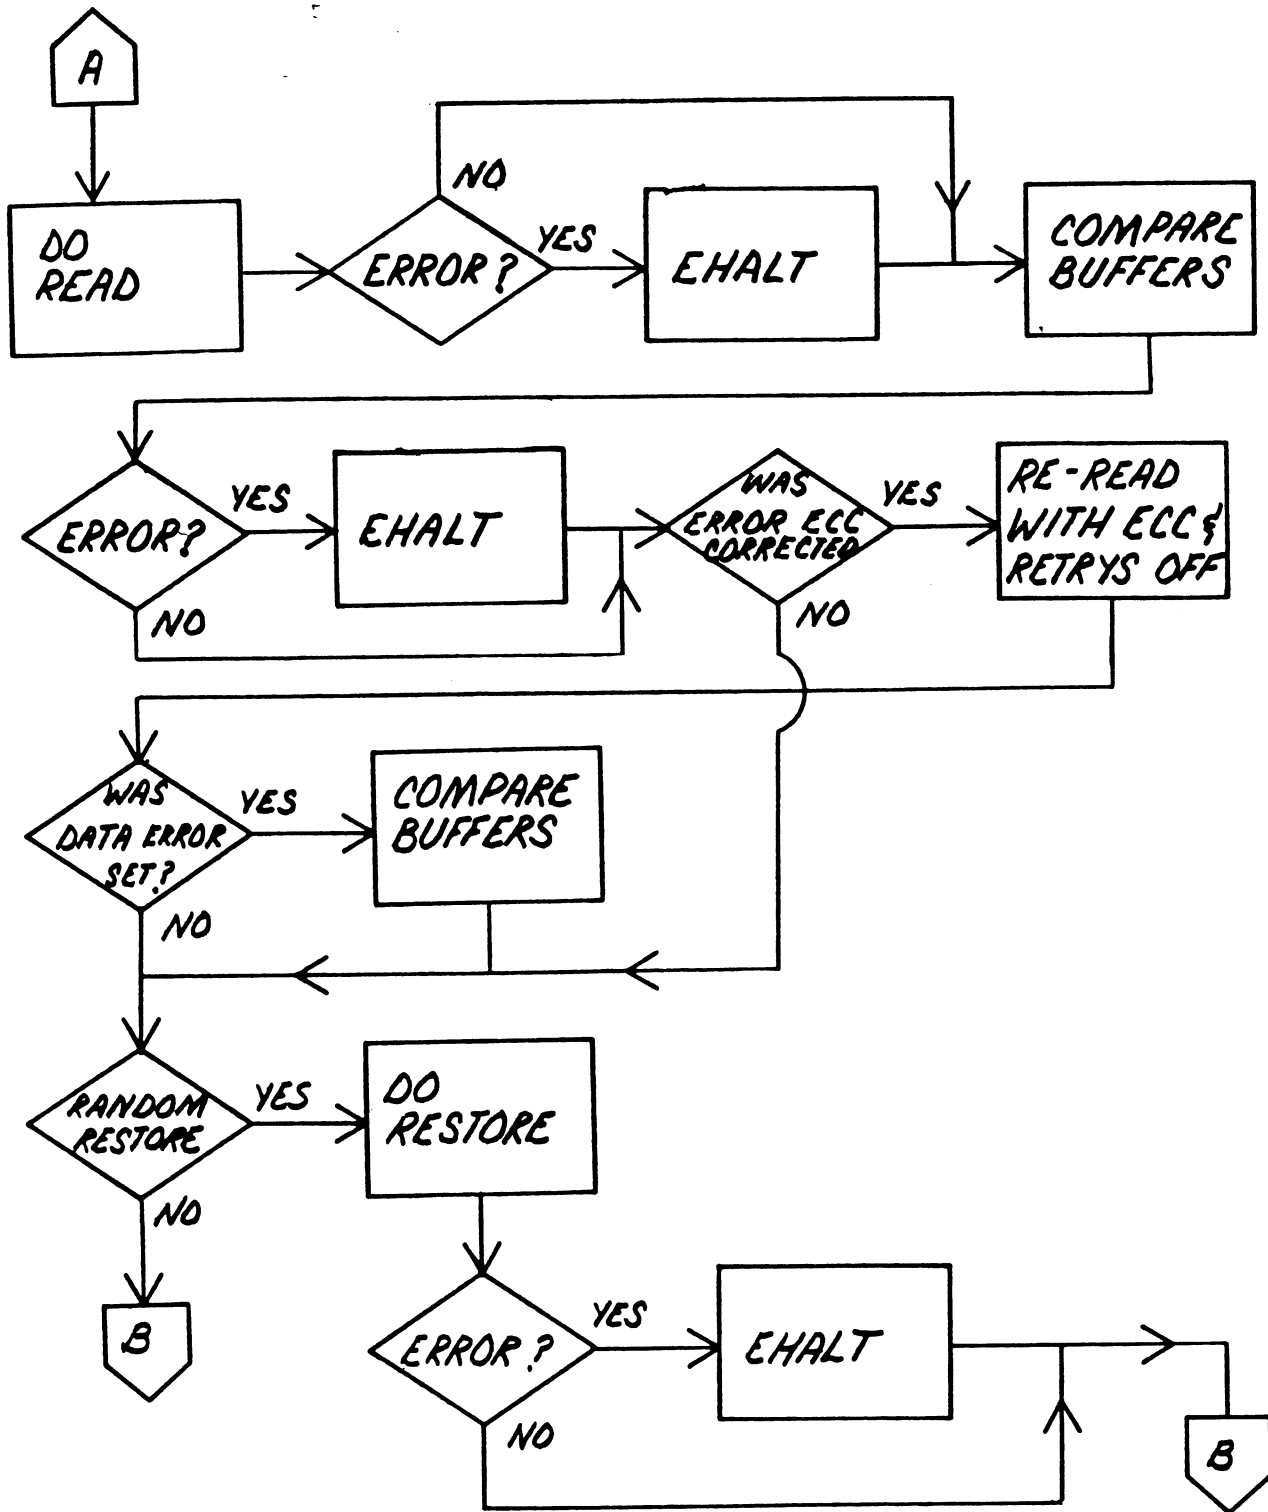 A
NO
DO
READ
ERROR?
YES
EHALT
COMPARE
BUFFERS
ERROR?
YES
NO
EHALT
WAS
ERROR ECC
CORRECTED
YES
NO
RE-READ
WITH ECC &
RETRYS OFF
WAS
DATA ERROR
SET?
YES
NO
COMPARE
BUFFERS
RANDOM
RESTORE
YES
NO
DO
RESTORE
B
ERROR?
YES
NO
EHALT
B